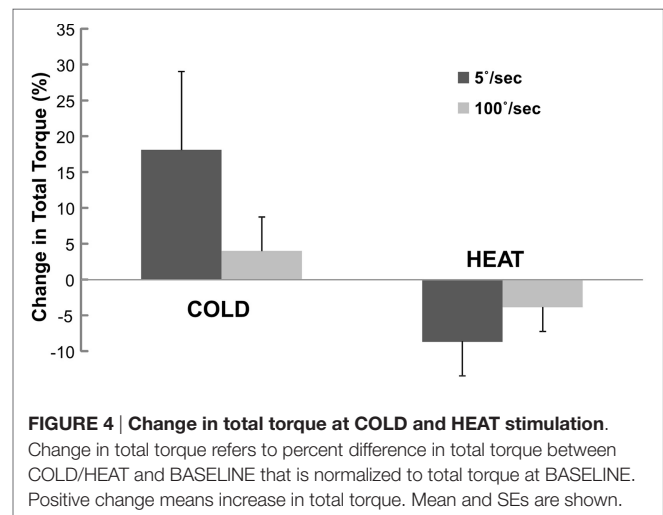 35
30
25
20
15
10
5
0
-5
-10
Change in Total Torque (%)
5˚/sec
100˚/sec
COLD
HEAT
FIGURE 4 | Change in total torque at COLD and HEAT stimulation.
Change in total torque refers to percent difference in total torque between
COLD/HEAT and BASELINE that is normalized to total torque at BASELINE.
Positive change means increase in total torque. Mean and SEs are shown.